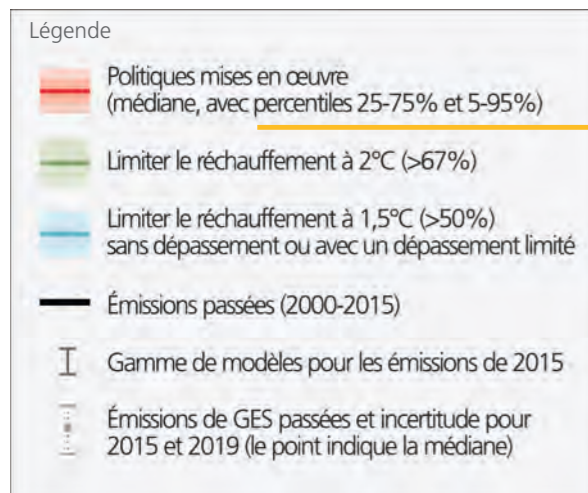 Légende
Politiques mises en œuvre
(médiane, avec percentiles 25-75% et 5-95%)
Limiter le réchauffement à 2°C (>67%)
Limiter le réchauffement à 1,5°C (>50%)
sans dépassement ou avec un dépassement limité
Émissions passées (2000-2015)
Gamme de modèles pour les émissions de 2015
Émissions de GES passées et incertitude pour
2015 et 2019 (le point indique la médiane)